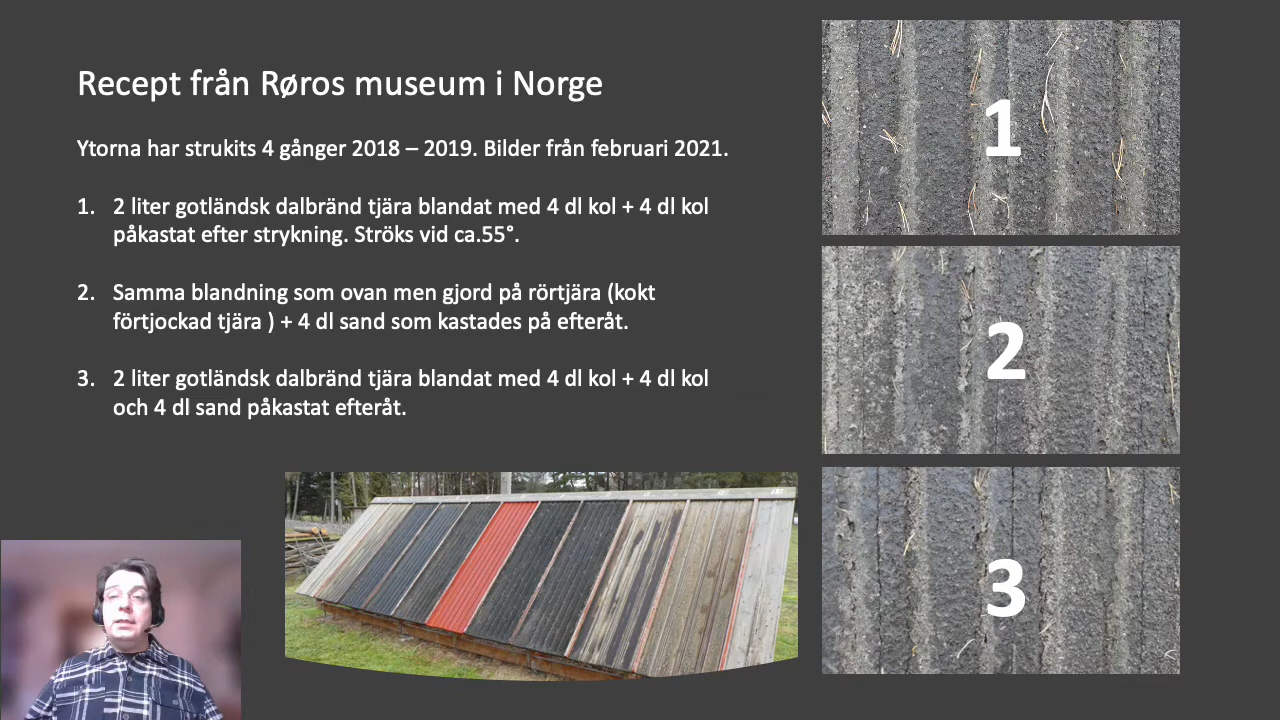 Recept från Røros museum i Norge
Ytorna har strukits 4 gånger 2018 – 2019. Bilder från februari 2021.
1. 2 liter gotländsk dalbränd tjära blandat med 4 dl kol + 4 dl kol
påkastat efter strykning. Ströks vid ca.55°.
2. Samma blandning som ovan men gjord på rörtjära (kokt
förtjockad tjära ) + 4 dl sand som kastades på efteråt.
3. 2 liter gotländsk dalbränd tjära blandat med 4 dl kol + 4 dl kol
och 4 dl sand påkastat efteråt.
1
2
3